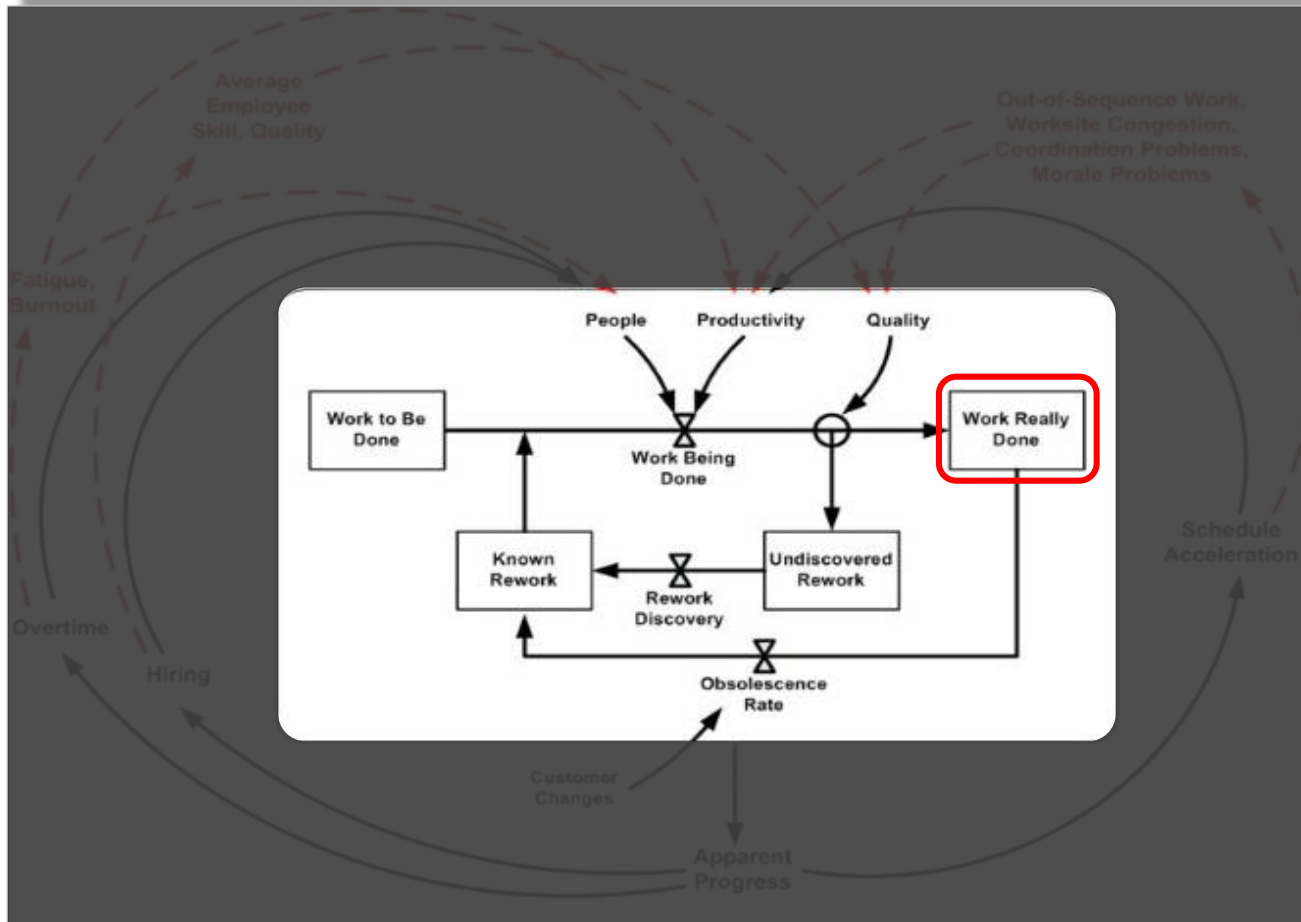 Average
Employee
Skill, Quality
Out-of-Sequence Work,
Worksite Congestion,
Coordination Problems,
Morale Problems
Fatigue,
Burnout
People
Productivity
Quality
Work to Be
Done
Work Being
Done
Work Really
Done
Known
Rework
Rework
Discovery
Undiscovered
Rework
Schedule
Acceleration
Overtime
Hiring
Obsolescence
Rate
Customer
Changes
Apparent
Progress